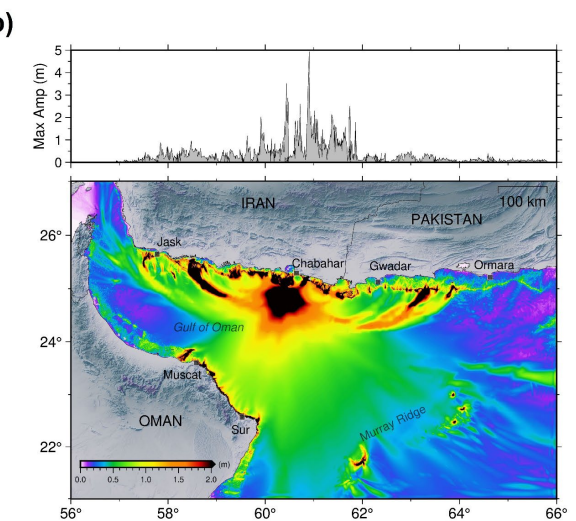 b)
Max Amp (m)
5
4
3
2
1
0
IRAN
100 km
PAKISTAN
26°
Jask
Chabahar
Gwadar
Ormara
Gulf of Oman
24°
Muscat
OMAN
Sur
Murray Ridge
22°
(m)
0.0 0.5 1.0 1.5 2.0
56° 58° 60° 62° 64° 66°